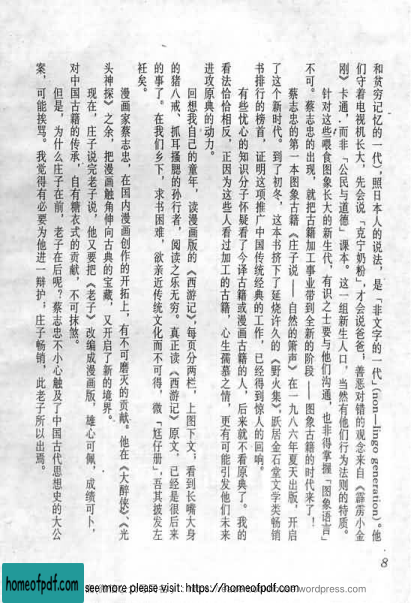 和贫穷记忆的一代），照日本人的说法，是「非文字的一代」(non—lingo generation)。他
们守着电视机长大，先会说「克宁奶粉」才会说爸爸，善恶对错的观念来自《霹雳小金
刚》卡通，而非「公民与道德」课本。这一组新生人口，当然有他们行为法则的特质。
针对这些喂食图象长大的新生代，有识之士要与他们沟通，也非得掌握「图象语言」
不可。蔡志忠的出现，就把古籍加工事业带到全新的阶段——图象古籍的时代来了！
蔡志忠的第一本图象古籍《庄子说——自然的箫声》在一九八六年夏天出版，开启
了这个新时代。到了初冬，这本书挤下了延烧许久的《野火集》跃居金石堂文学类畅销
书排行的榜首，证明这项推广中国传统经典的工作，已经得到惊人的回响。
有些忧心的知识分子怀疑看了今译古籍或漫画古籍的人，后来就不看原典了。我的
看法恰恰相反，正因为这些人看过加工的古籍，心生孺慕之情，更有可能引发他们未来
进攻原典的动力。
回想我自己的童年，读漫画版的《西游记》，每页分两栏，上图下文，看到长嘴大身
的猪八戒、抓耳搔腮的孙行者，阅读之乐无穷。真正读《西游记》原文，已经是很后来
的事了。在我们乡下，求书困难，欲亲近传统文化而不可得，微「尪仔册」，吾其披发左
衽矣。
漫画家蔡志忠，在国内漫画创作的开拓上，有不可磨灭的贡献。他在《大醉侠》、《光
头神探》之余，把漫画触角伸向古典的宝藏，又开启了新的境界。
现在，庄子说完老子说，他又要把《老子》改编成漫画版，雄心可佩，成绩可卜，
对中国古籍的传承，自有糖衣式的贡献，不可抹煞。
但是，为什么庄子在前，老子在后呢？蔡志忠不小心触及了中国古代思想史的大公
案，可能挨骂。我觉得有必要为他进一辩护，庄子畅销，此老子所以出焉。
8
homeofpdf.com
see more please visit: https://homeofpdf.com